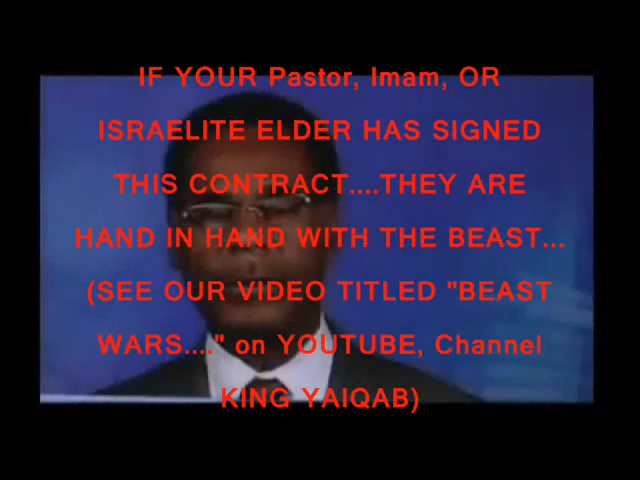 IF YOUR Pastor, Imam, OR
ISRAELITE ELDER HAS SIGNED
THIS CONTRACT....THEY ARE
HAND IN HAND WITH THE BEAST...
(SEE OUR VIDEO TITLED "BEAST
WARS...." on YOUTUBE, Channel
KING YAIQAB)